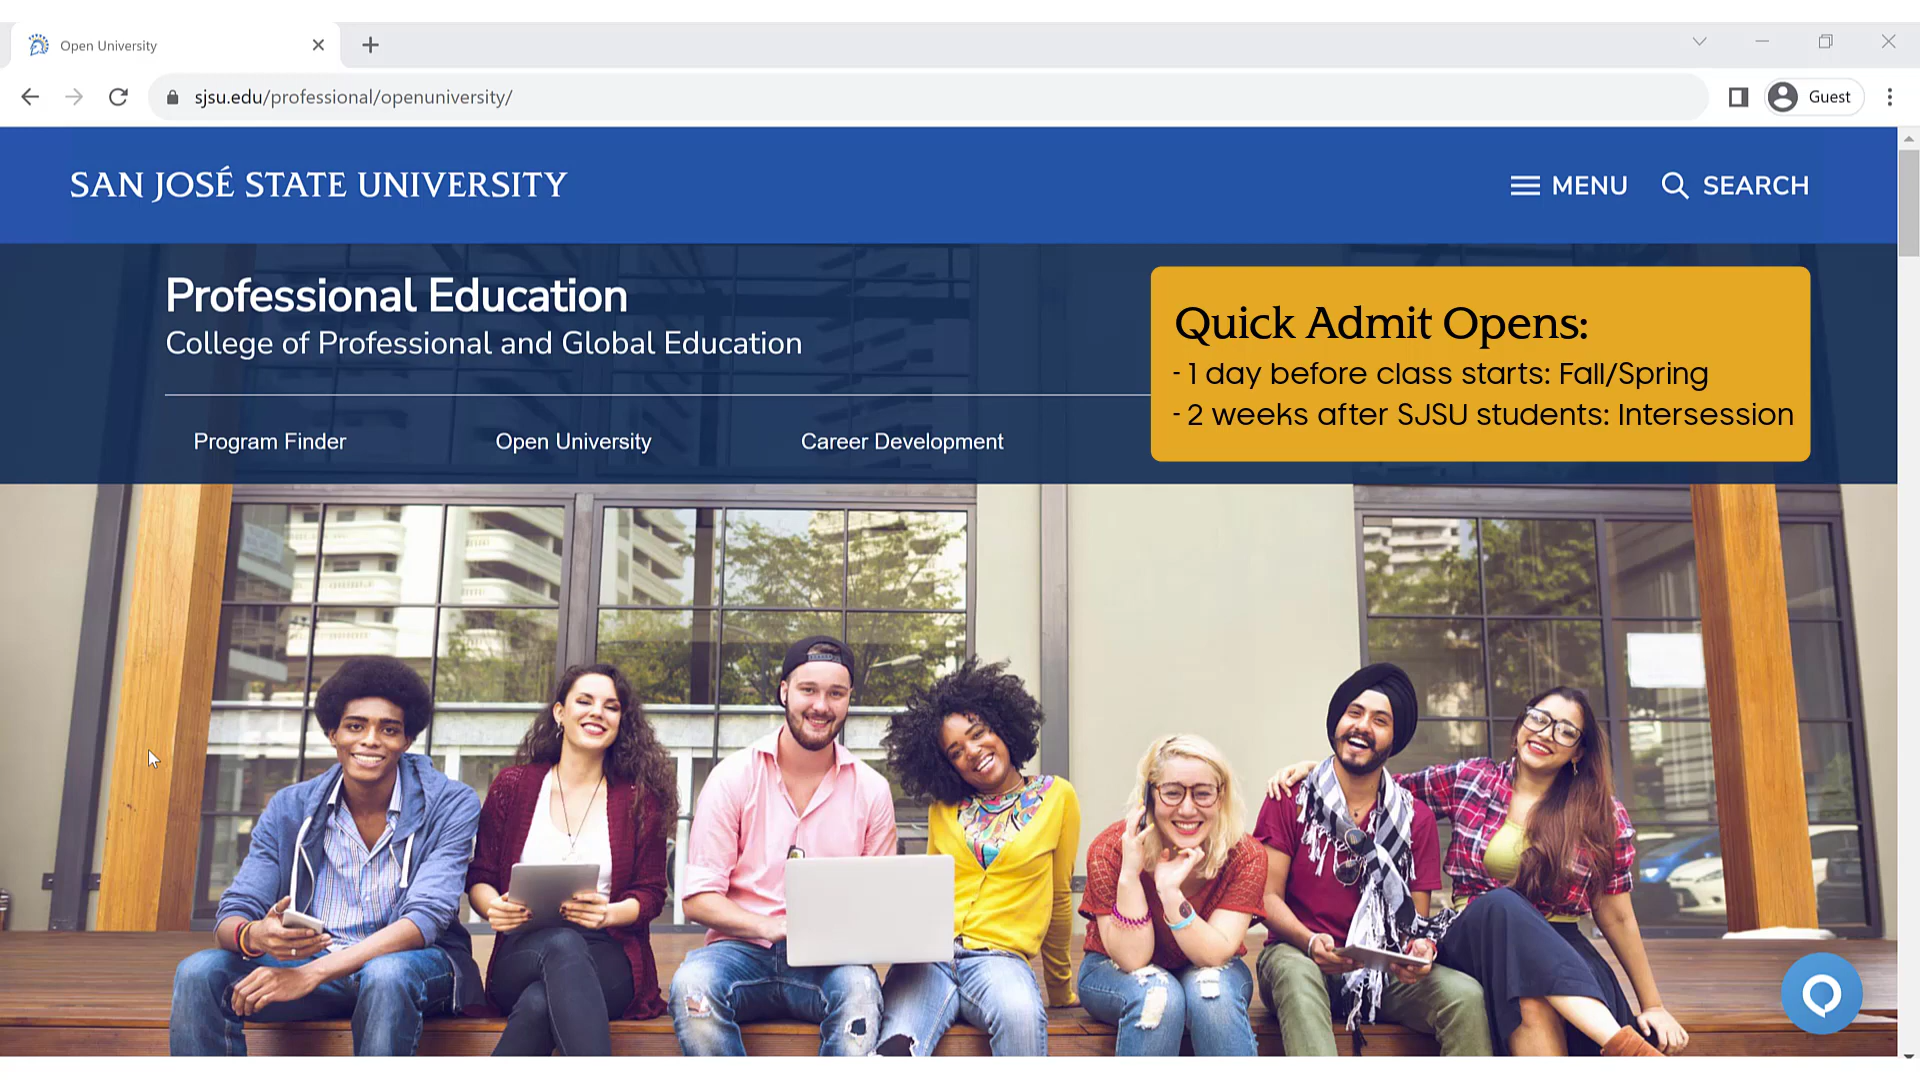 Open University
sjsu.edu/professional/openuniversity/
Guest
SAN JOSÉ STATE UNIVERSITY
MENU
SEARCH
Professional Education
College of Professional and Global Education
Quick Admit Opens:
- 1 day before class starts: Fall/Spring
- 2 weeks after SJSU students: Intersession
Program Finder
Open University
Career Development